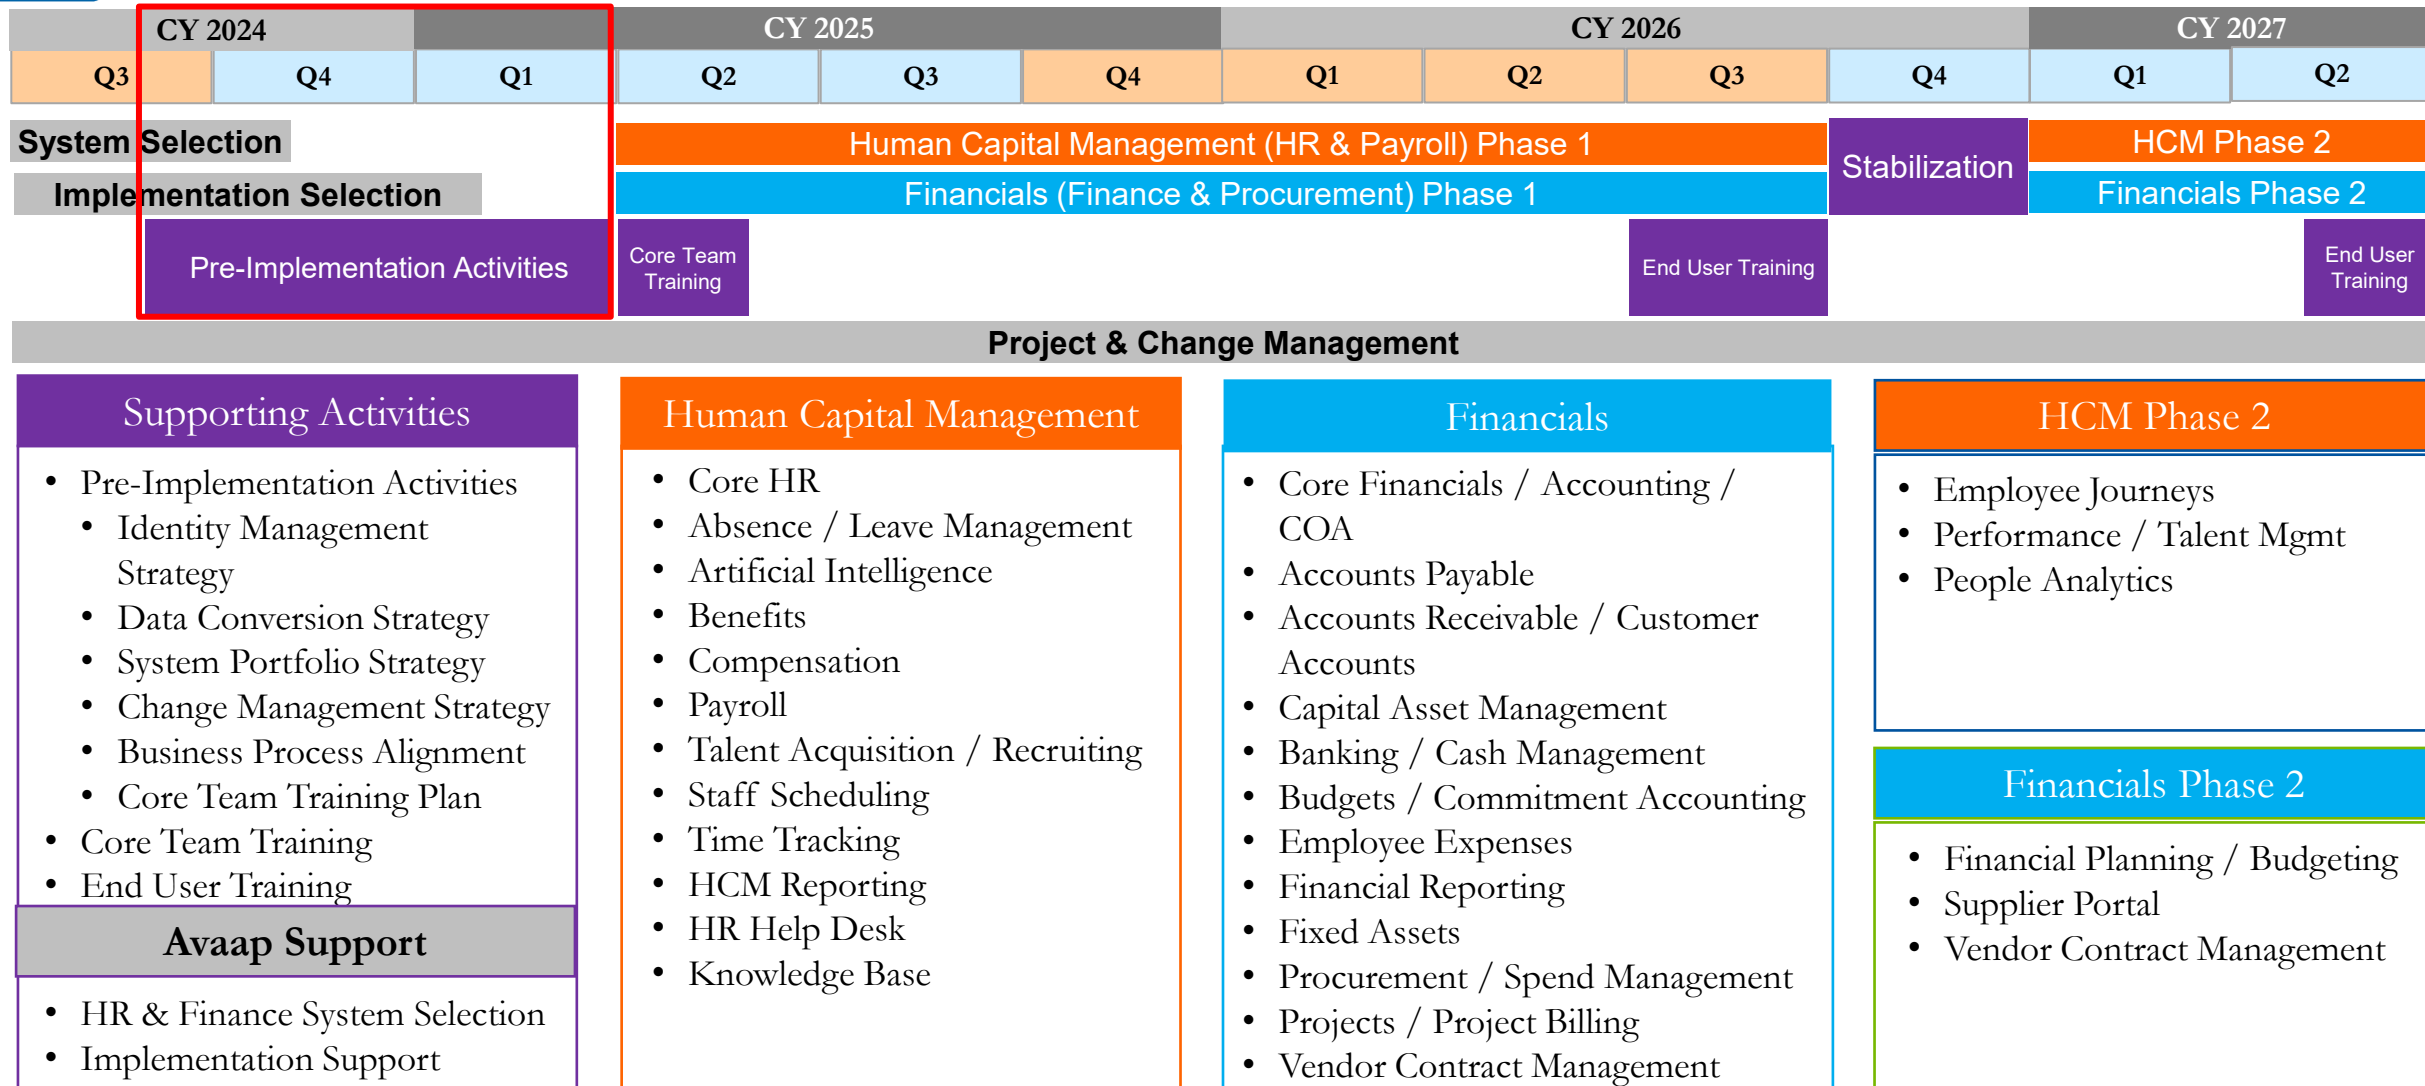 CY 2024
CY 2025
CY 2026
CY 2027
Q3
Q4
Q1
Q2
Q3
Q4
Q1
Q2
Q3
Q4
Q1
Q2
System Selection
Human Capital Management (HR & Payroll) Phase 1
Stabilization
HCM Phase 2
Implementation Selection
Financials (Finance & Procurement) Phase 1
Financials Phase 2
Pre-Implementation Activities
Core Team
Training
End User Training
End User
Training
Project & Change Management
Supporting Activities
• Pre-Implementation Activities
• Identity Management
Strategy
• Data Conversion Strategy
• System Portfolio Strategy
• Change Management Strategy
• Business Process Alignment
• Core Team Training Plan
• Core Team Training
• End User Training
Avaap Support
• HR & Finance System Selection
• Implementation Support
Human Capital Management
• Core HR
• Absence / Leave Management
• Artificial Intelligence
• Benefits
• Compensation
• Payroll
• Talent Acquisition / Recruiting
• Staff Scheduling
• Time Tracking
• HCM Reporting
• HR Help Desk
• Knowledge Base
Financials
• Core Financials / Accounting /
COA
• Accounts Payable
• Accounts Receivable / Customer
Accounts
• Capital Asset Management
• Banking / Cash Management
• Budgets / Commitment Accounting
• Employee Expenses
• Financial Reporting
• Fixed Assets
• Procurement / Spend Management
• Projects / Project Billing
• Vendor Contract Management
HCM Phase 2
• Employee Journeys
• Performance / Talent Mgmt
• People Analytics
Financials Phase 2
• Financial Planning / Budgeting
• Supplier Portal
• Vendor Contract Management